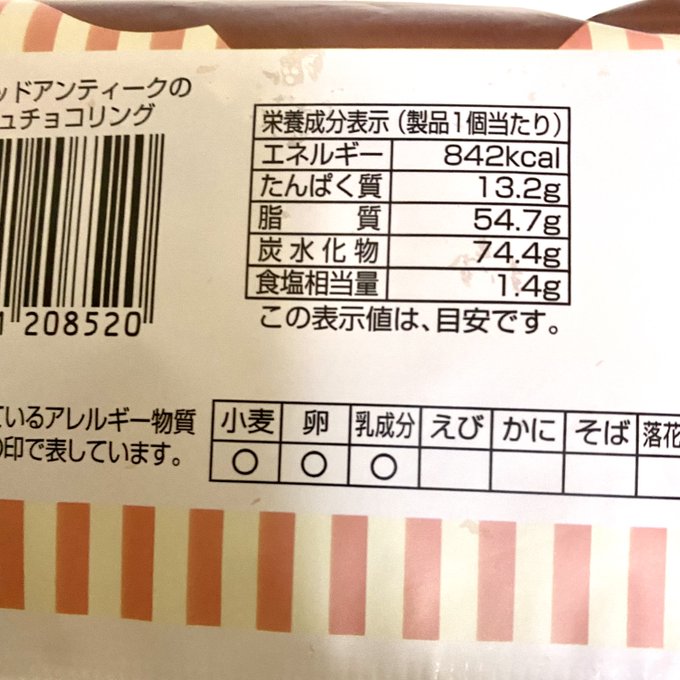 ッドアンティークの
ュチョコリング
208520
栄養成分表示(製品1個当たり)
エネルギー 842kcal
たんぱく質 13.2g
脂質 54.7g
炭水化物 74.4g
食塩相当量 1.4g
この表示値は、目安です。
ているアレルギー物質
印で表しています。
小麦 卵 乳成分 えび かに そば 落花
○ ○ ○